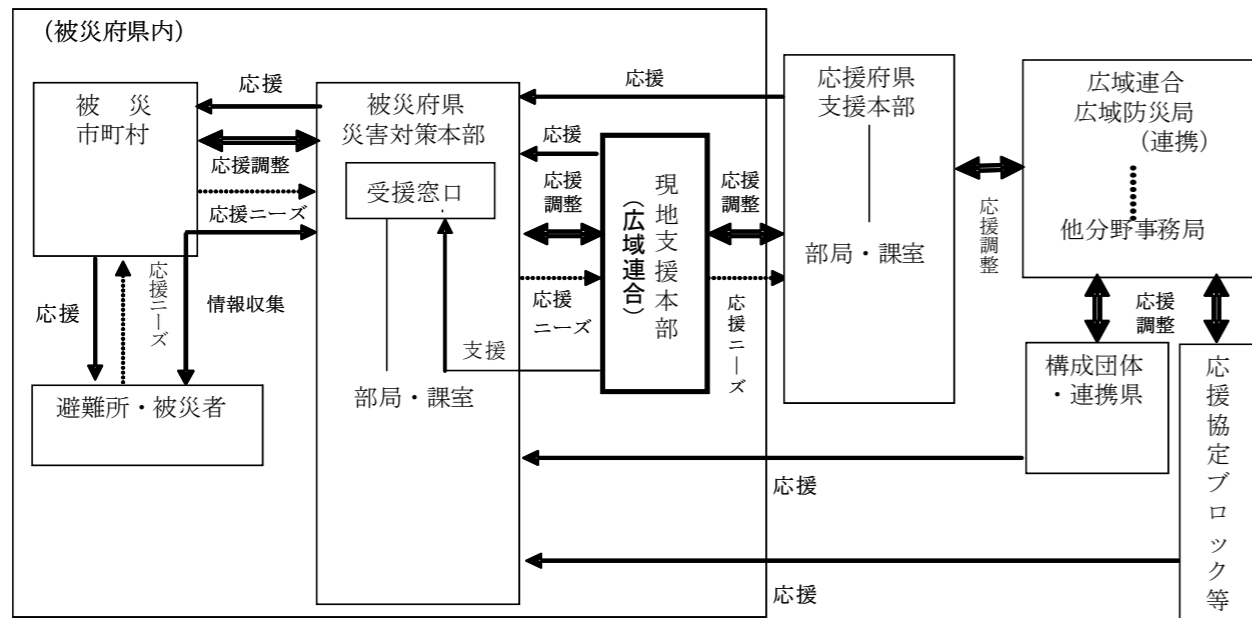 (被災府県内)
被 災
市町村
応援
応援調整
応援ニーズ
応援
応援ニーズ
情報収集
避難所・被災者
被災府県
災害対策本部
受援窓口
部局・課室
応援
応援
応援
調整
応援
ニーズ
支援
現地支援本部
(広域連合)
応援
調整
応援ニーズ
応援府県
支援本部
部局・課室
応援調整
広域連合
広域防災局
(連携)
他分野事務局
応援
調整
構成団体
・連携県
応援協定ブロック等
応援
応援